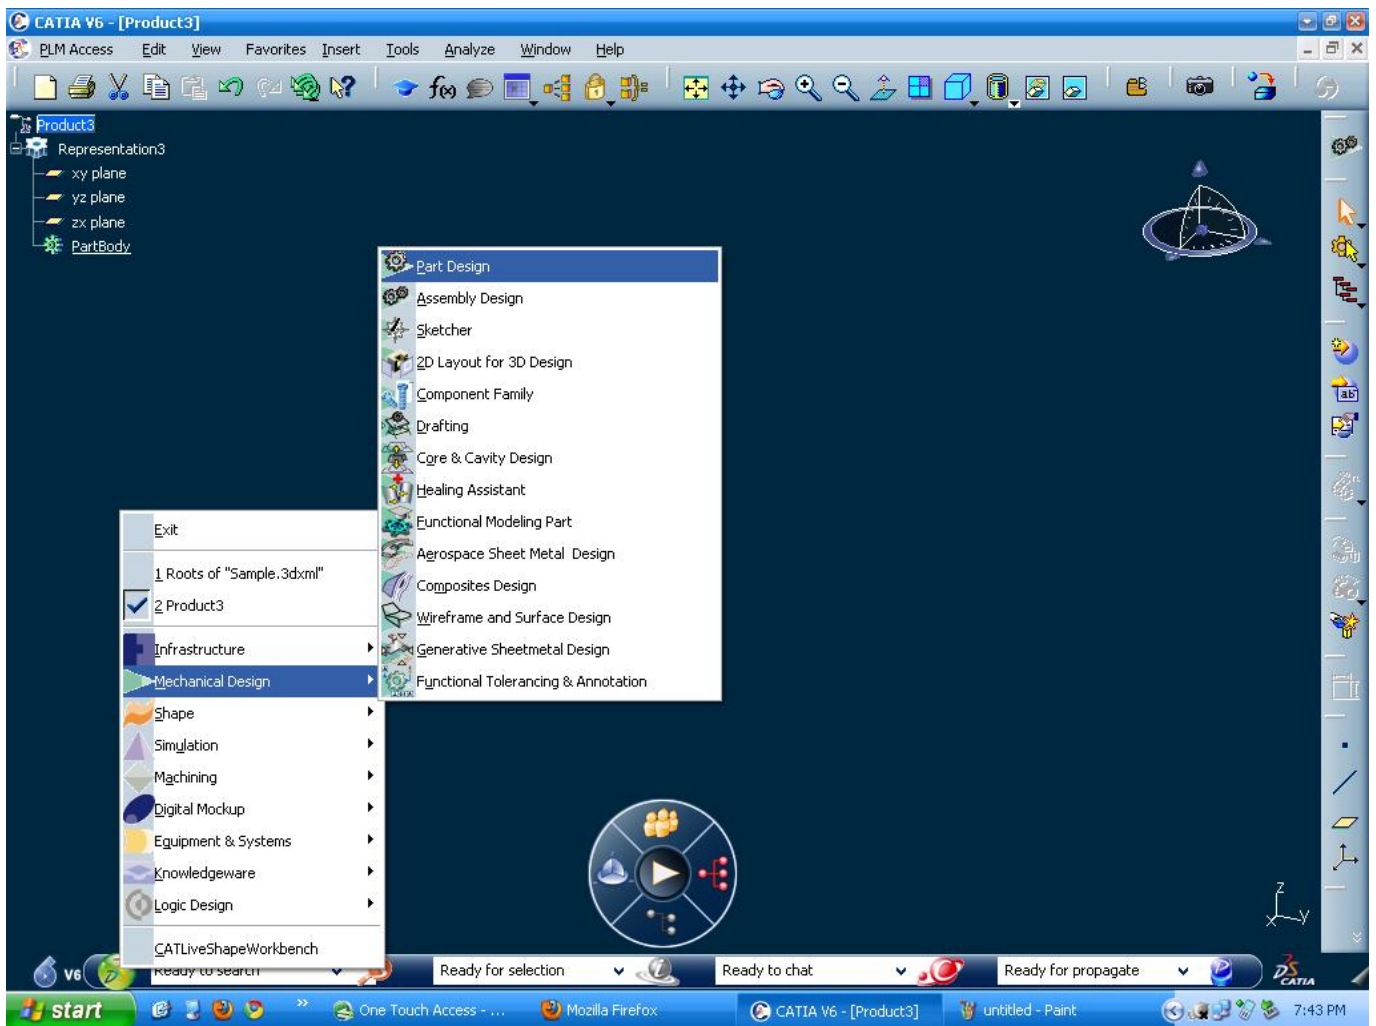 CATIA V6 - [Product3]
PLM Access Edit View Favorites Insert Tools Analyze Window Help
f(x)
Product3
Representation3
xy plane
yz plane
zx plane
PartBody
Part Design
Assembly Design
Sketcher
2D Layout for 3D Design
Component Family
Drafting
Core & Cavity Design
Healing Assistant
Functional Modeling Part
Aerospace Sheet Metal Design
Composites Design
Wireframe and Surface Design
Generative Sheetmetal Design
Functional Tolerancing & Annotation
Exit
1 Roots of "Sample.3dxml"
2 Product3
Infrastructure
Mechanical Design
Shape
Simulation
Machining
Digital Mockup
Equipment & Systems
Knowledgeware
Logic Design
CATLiveShapeWorkbench
ab
z
x y
V6 Ready to search Ready for selection Ready to chat Ready for propagate CATIA
start One Touch Access - ... Mozilla Firefox CATIA V6 - [Product3] untitled - Paint 7:43 PM